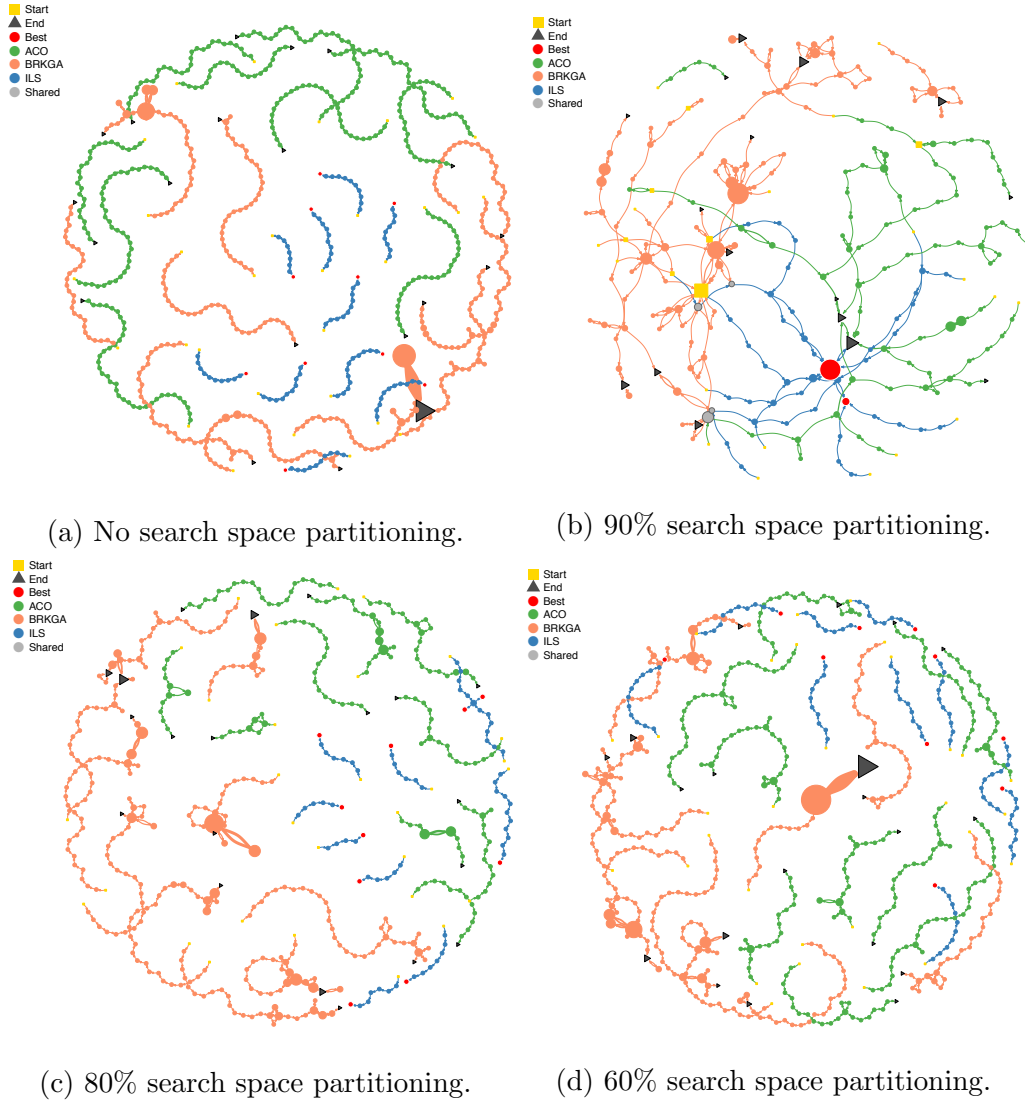 Start
End
Best
ACO
BRKGA
ILS
Shared
(a) No search space partitioning.
Start
End
Best
ACO
BRKGA
ILS
Shared
(b) 90% search space partitioning.
Start
End
Best
ACO
BRKGA
ILS
Shared
(c) 80% search space partitioning.
Start
End
Best
ACO
BRKGA
ILS
Shared
(d) 60% search space partitioning.